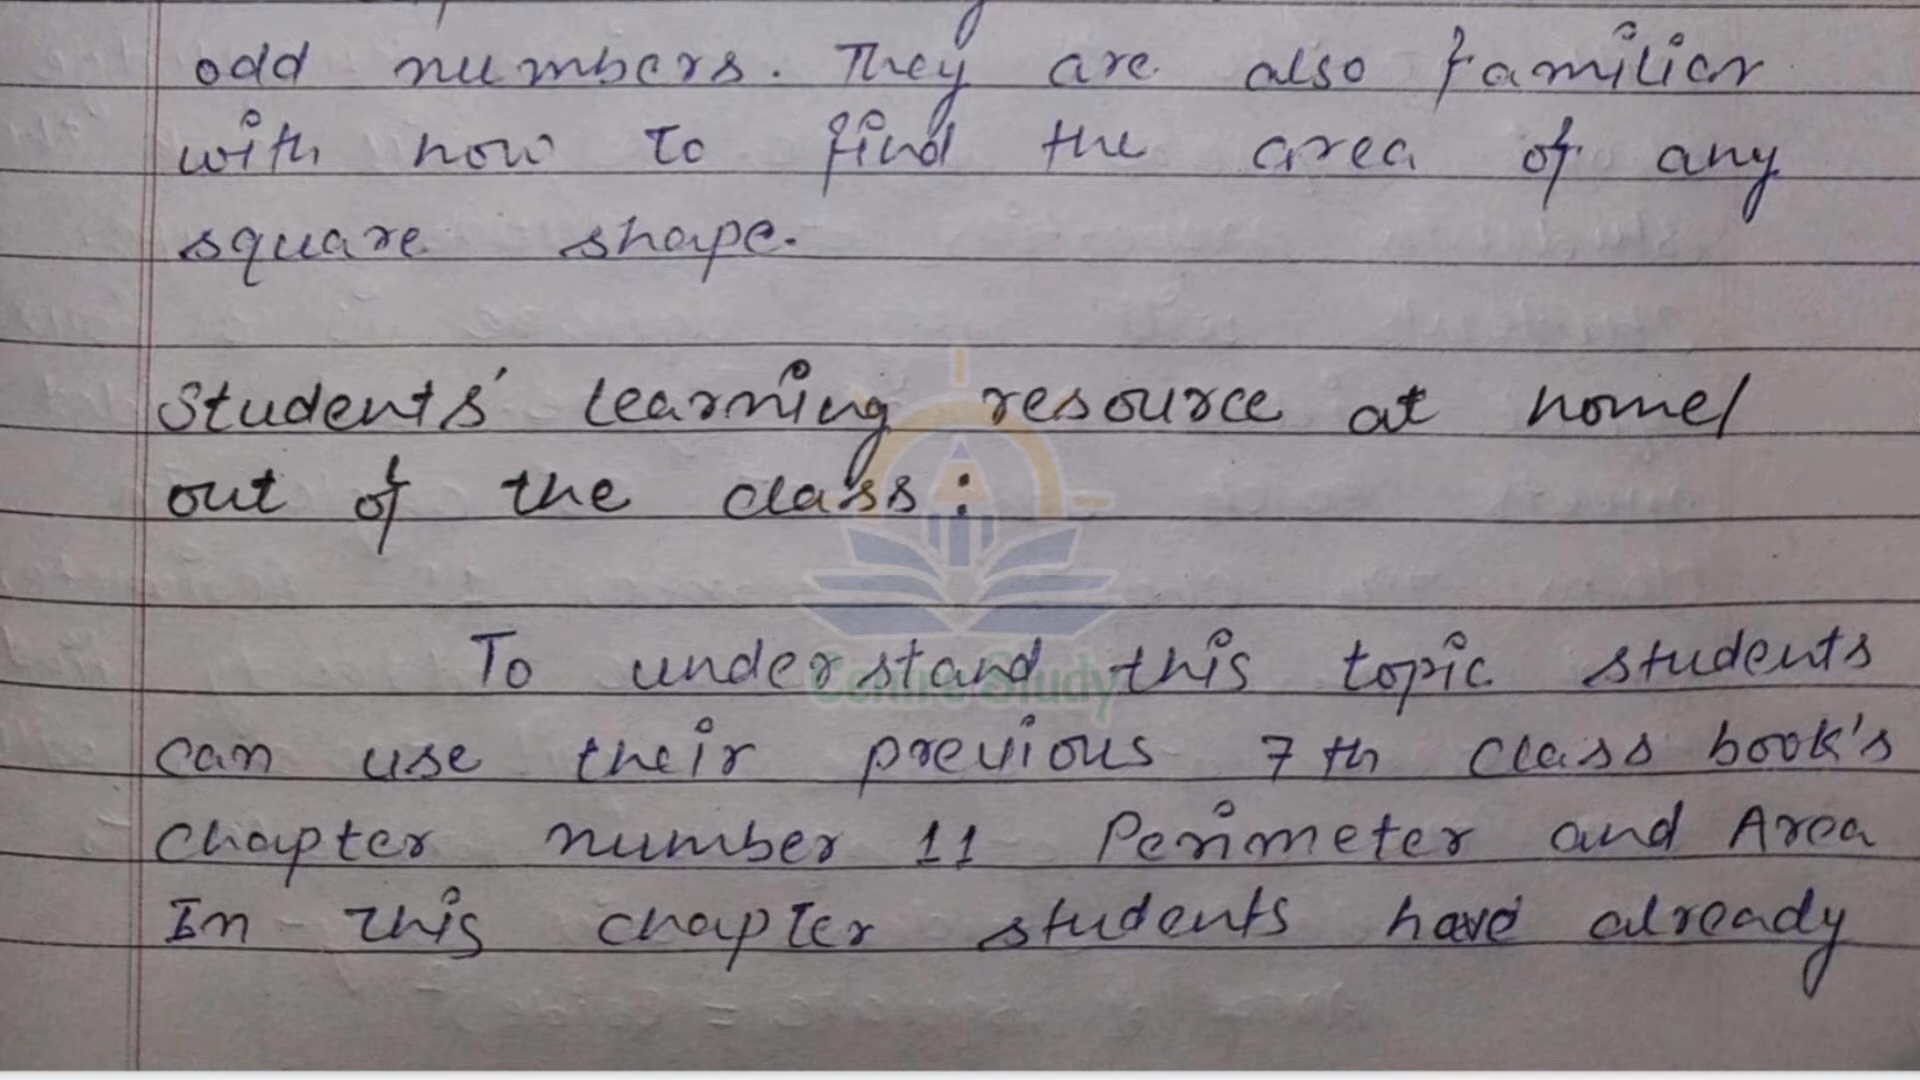 odd numbers. They are also familiar
with how to find the area of any
square shape.
Students' learning resource at home/
out of the class:
To understand this topic students
can use their previous 7th class book's
chapter number 11 Perimeter and Area
In this chapter students have already
Centre Study